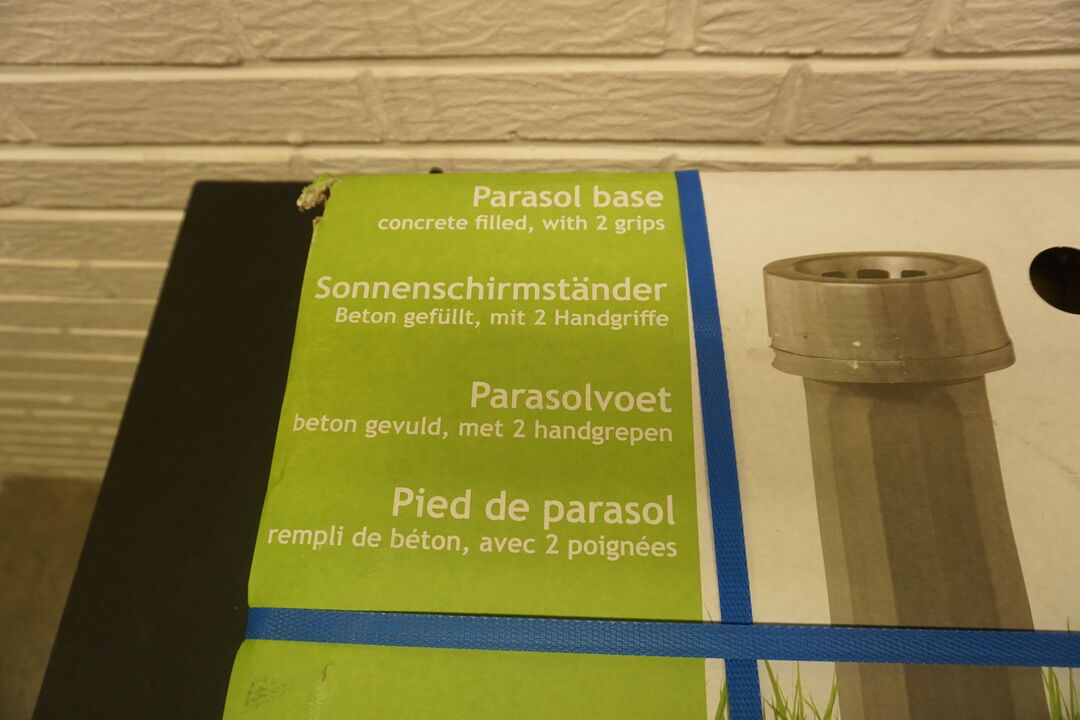 Parasol base
concrete filled, with 2 grips
Sonnenschirmständer
Beton gefüllt, mit 2 Handgriffe
Parasolvoet
beton gevuld, met 2 handgrepen
Pied de parasol
rempli de béton, avec 2 poignées